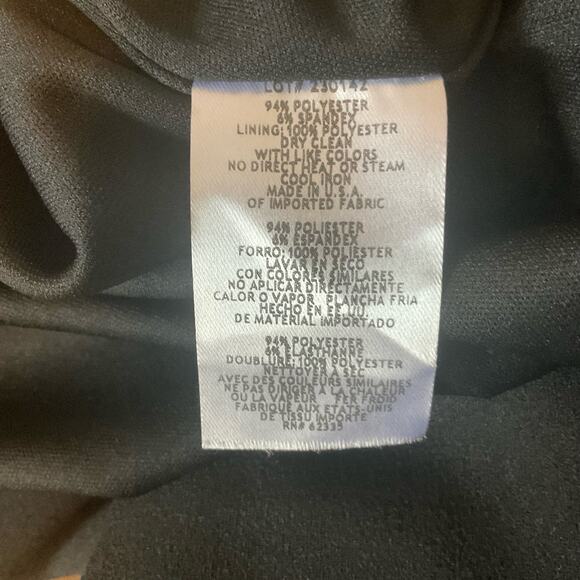 LOT# 230142
94% POLYESTER
6% SPANDEX
LINING: 100% POLYESTER
DRY CLEAN
WITH LIKE COLORS
NO DIRECT HEAT OR STEAM
COOL IRON
MADE IN U.S.A.
OF IMPORTED FABRIC
94% POLIESTER
6% ESPANDEX
FORRO: 100% POLIESTER
LAVAR EN SECO
CON COLORES SIMILARES
NO APLICAR DIRECTAMENTE
CALOR O VAPOR PLANCHA FRIA
HECHO EN EE.UU.
DE MATERIAL IMPORTADO
94% POLYESTER
6% ELASTHANNE
DOUBLURE: 100% POLYESTER
NETTOYER A SEC
AVEC DES COULEURS SIMILAIRES
NE PAS DIRIGER A LA CHALEUR
OU LA VAPEUR FER FROID
FABRIQUE AUX ETATS-UNIS
DE TISSU IMPORTE
RN# 62335